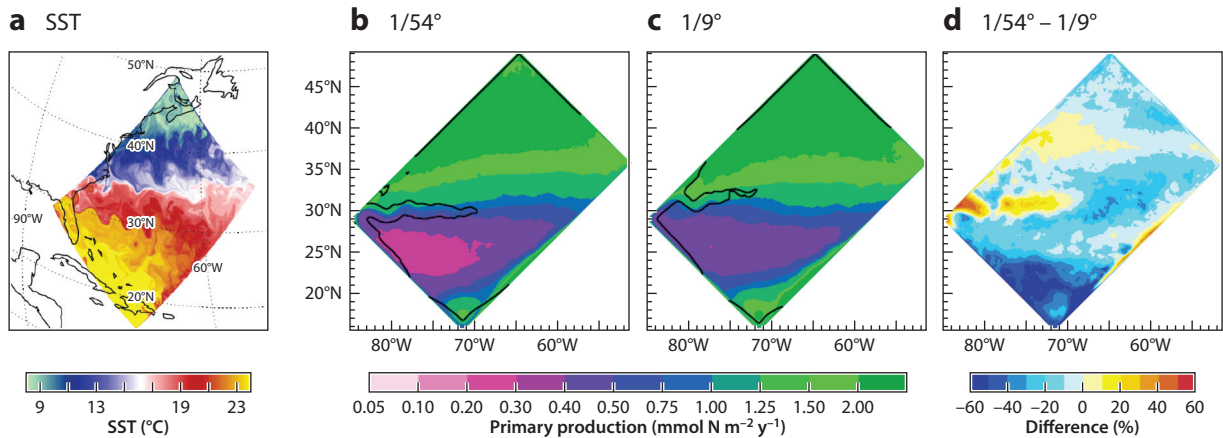 a SST
50°N
40°N
30°N
90°W
60°W
20°N
9 13 19 23
SST (°C)
b 1/54°
45°N
40°N
35°N
30°N
25°N
20°N
80°W 70°W 60°W
c 1/9°
80°W 70°W 60°W
0.05 0.10 0.20 0.30 0.40 0.50 0.75 1.00 1.25 1.50 2.00
Primary production (mmol N m⁻² y⁻¹)
d 1/54° – 1/9°
80°W 70°W 60°W
–60 –40 –20 0 20 40 60
Difference (%)